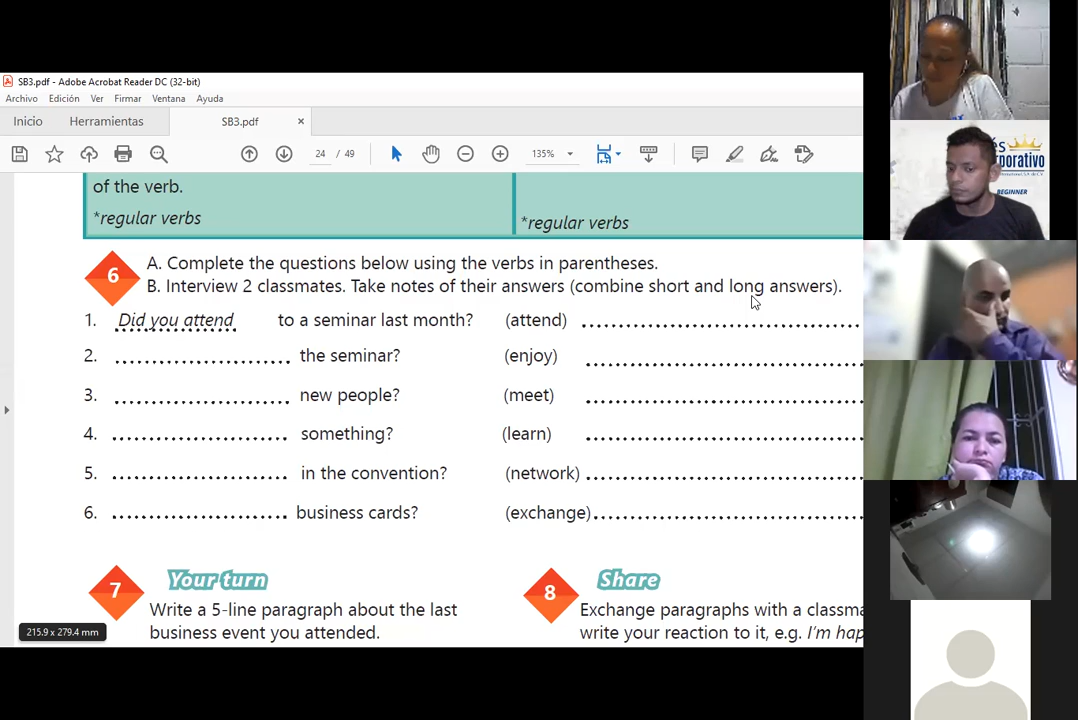 SB3.pdf - Adobe Acrobat Reader DC (32-bit)
Archivo Edición Ver Firmar Ventana Ayuda
Inicio Herramientas SB3.pdf ×
24 / 49 135%
of the verb.
*regular verbs *regular verbs
6 A. Complete the questions below using the verbs in parentheses.
B. Interview 2 classmates. Take notes of their answers (combine short and long answers).
1. Did you attend to a seminar last month? (attend)
2. the seminar? (enjoy)
3. new people? (meet)
4. something? (learn)
5. in the convention? (network)
6. business cards? (exchange)
7 Your turn
Write a 5-line paragraph about the last
business event you attended.
8 Share
Exchange paragraphs with a classma
write your reaction to it, e.g. I'm hap
215.9 x 279.4 mm
és
rporativo
BEGINNER